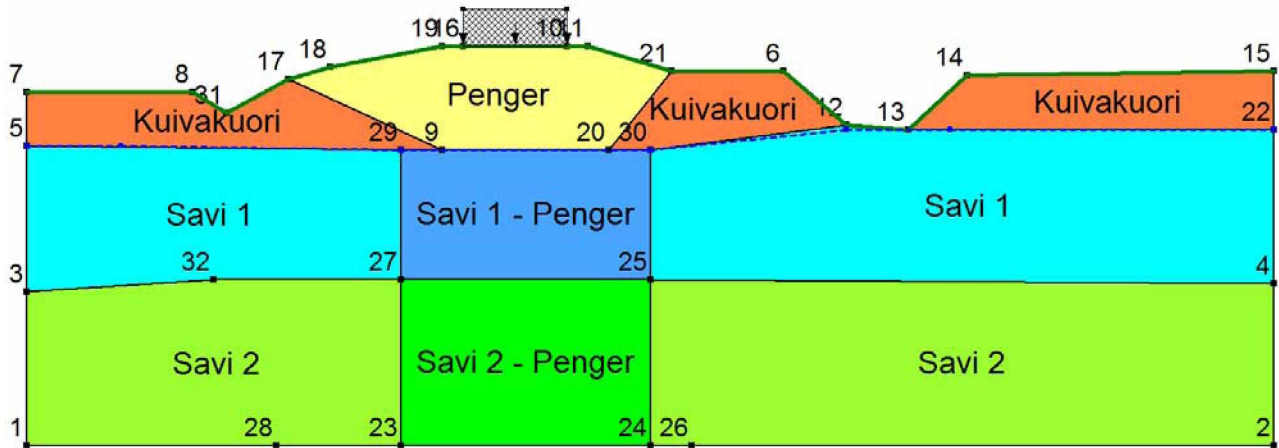 19 16 10 11
17 18 21 6 14 15
7 8 31 Penger 12 13
Kuivakuori Kuivakuori Kuivakuori
5 29 9 20 30 22
Savi 1 Savi 1 - Penger Savi 1
3 32 27 25 4
Savi 2 Savi 2 - Penger Savi 2
1 28 23 24 26 2